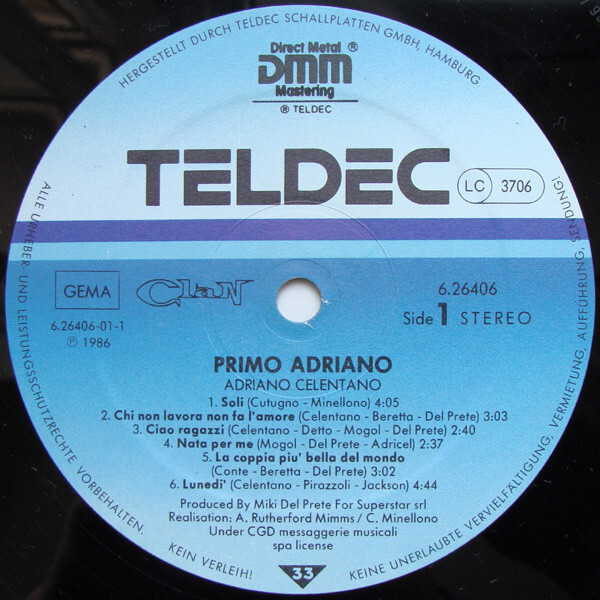 HERGESTELLT DURCH TELDEC SCHALLPLATTEN GMBH, HAMBURG
Direct Metal ®
DMM
Mastering
® TELDEC
TELDEC
LC 3706
GEMA
Clan
6.26406
6.26406-01-1
Side 1 STEREO
℗ 1986
PRIMO ADRIANO
ADRIANO CELENTANO
1. Soli (Cutugno - Minellono) 4:05
2. Chi non lavora non fa l'amore (Celentano - Beretta - Del Prete) 3:03
3. Ciao ragazzi (Celentano - Detto - Mogol - Del Prete) 2:40
4. Nata per me (Mogol - Del Prete - Adricel) 2:37
5. La coppia piu' bella del mondo
(Conte - Beretta - Del Prete) 3:02
6. Lunedi' (Celentano - Pirazzoli - Jackson) 4:44
Produced By Miki Del Prete For Superstar srl
Realisation: A. Rutherford Mimms / C. Minellono
Under CGD messaggerie musicali
spa license
33
ALLE URHEBER- UND LEISTUNGSSCHUTZRECHTE VORBEHALTEN.
KEIN VERLEIH!
KEINE UNERLAUBTE VERVIELFÄLTIGUNG, VERMIETUNG, AUFFÜHRUNG, SENDUNG!